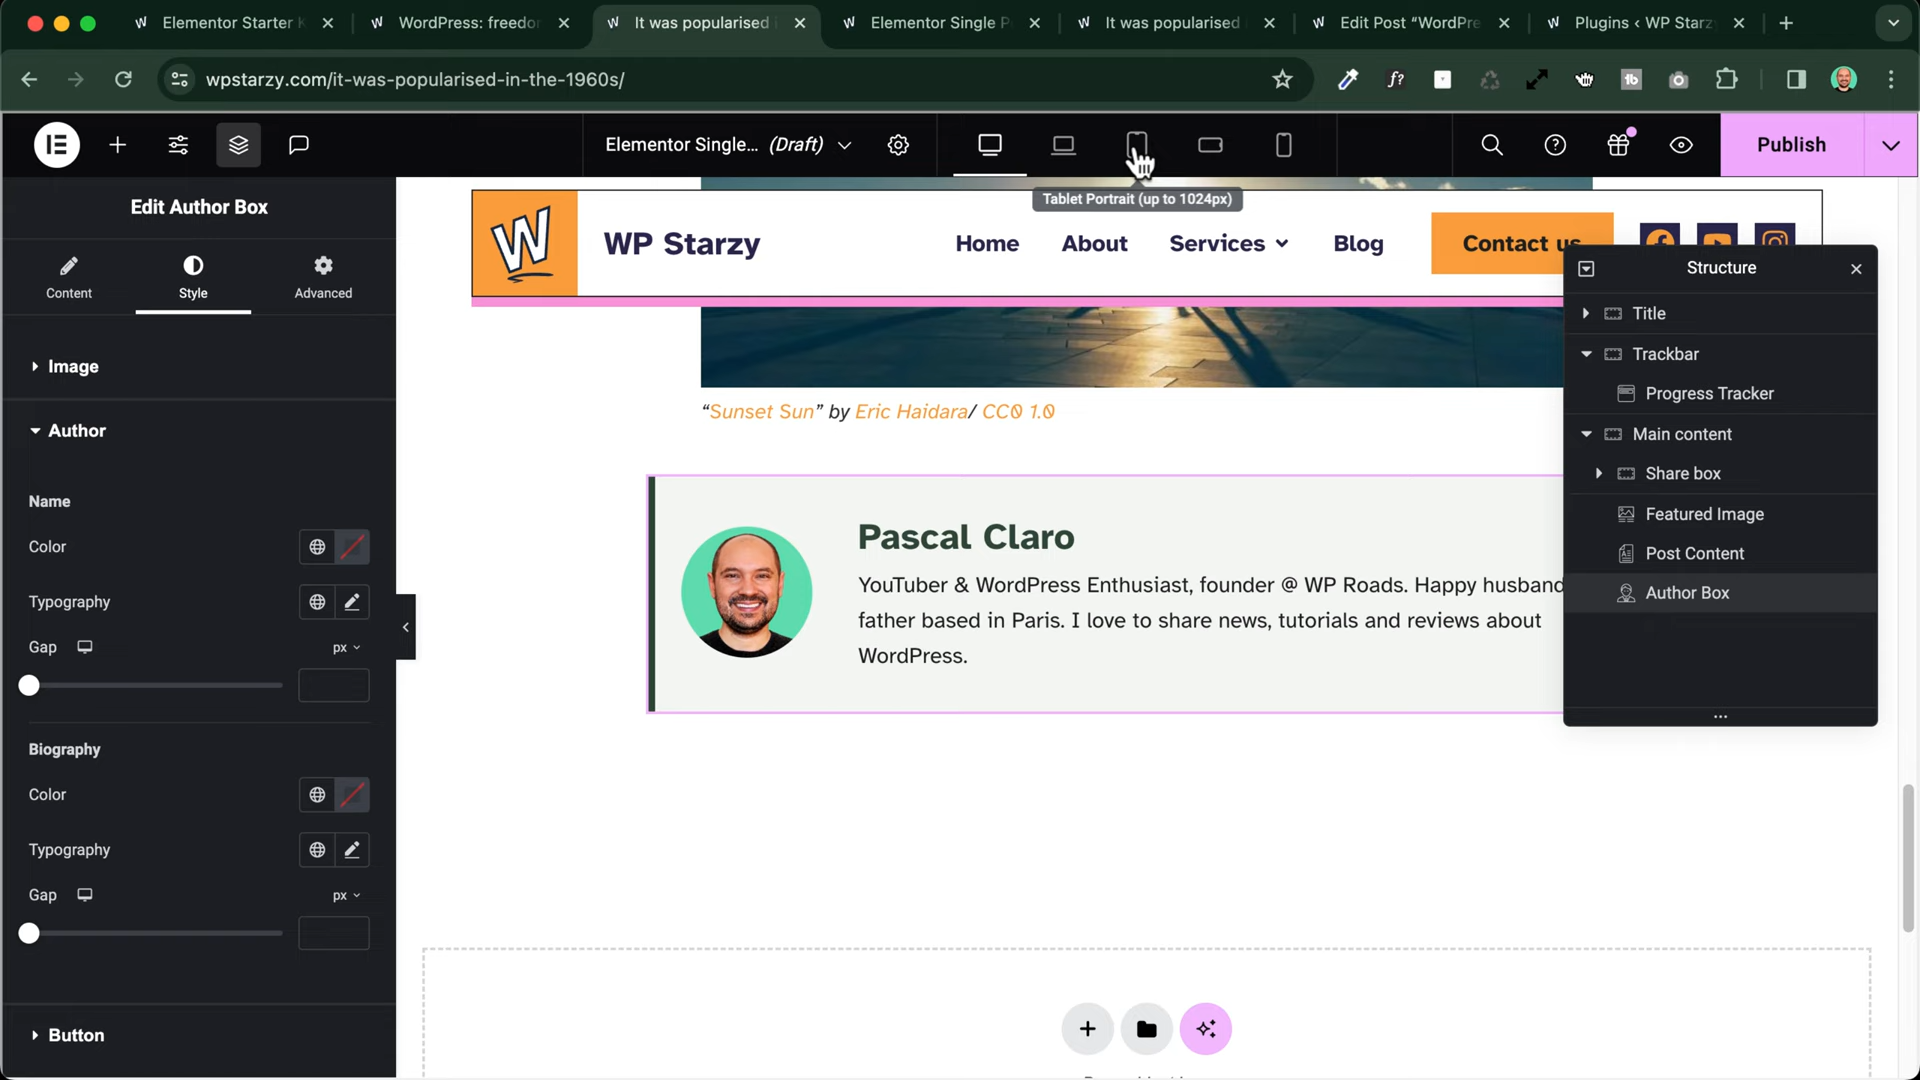 Elementor Starter K
WordPress: freedo
It was popularised i
Elementor Single P
It was popularised
Edit Post “WordPre
Plugins ‹ WP Starz
wpstarzy.com/it-was-popularised-in-the-1960s/
f?
tb
Elementor Single... (Draft)
Publish
Tablet Portrait (up to 1024px)
Edit Author Box
Content
Style
Advanced
Image
Author
Name
Color
Typography
Gap
px
Biography
Color
Typography
Gap
px
Button
W
WP Starzy
Home
About
Services
Blog
Contact us
“Sunset Sun” by Eric Haidara/ CC0 1.0
Pascal Claro
YouTuber & WordPress Enthusiast, founder @ WP Roads. Happy husband
father based in Paris. I love to share news, tutorials and reviews about
WordPress.
Structure
Title
Trackbar
Progress Tracker
Main content
Share box
Featured Image
Post Content
Author Box